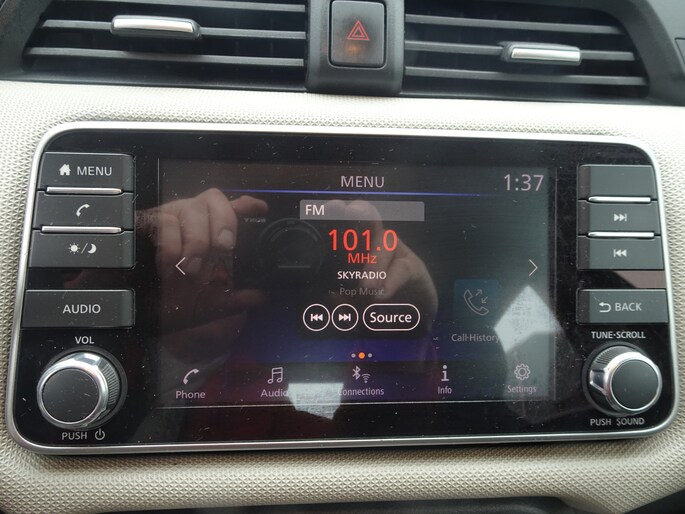 MENU
MENU
1:37
FM
101.0
MHz
SKYRADIO
Pop Music
Source
Call-History
Phone
Audio
Connections
Info
Settings
AUDIO
VOL
PUSH
BACK
TUNE·SCROLL
PUSH SOUND